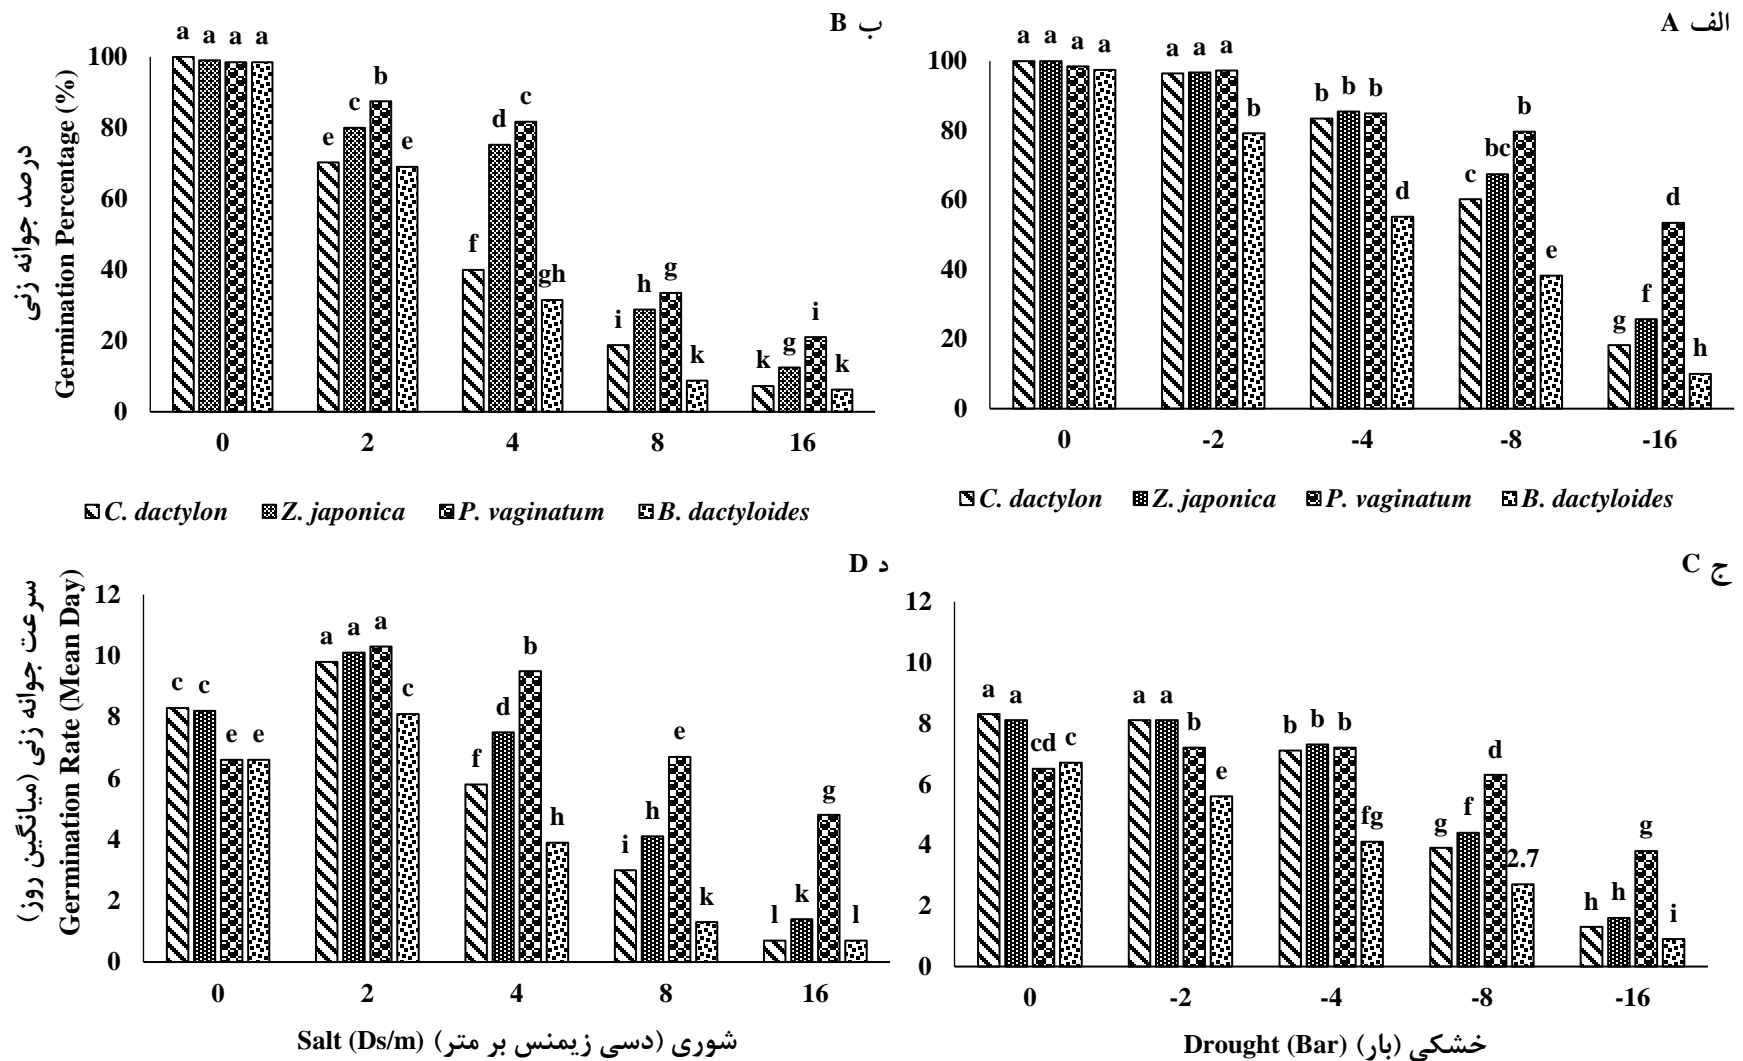 ب B
a a a a
e c b e
f d c gh
i h g k
k g i k
100
80
60
40
20
0
0 2 4 8 16
درصد جوانه زنی
Germination Percentage (%)
C. dactylon Z. japonica P. vaginatum B. dactyloides
الف A
a a a a
a a a b
b b b d
c bc b e
g f d h
100
80
60
40
20
0
0 -2 -4 -8 -16
C. dactylon Z. japonica P. vaginatum B. dactyloides
د D
c c e e
a a a c
f d b h
i h e k
l k g l
12
10
8
6
4
2
0
0 2 4 8 16
سرعت جوانه زنی (میانگین روز)
Germination Rate (Mean Day)
Salt (Ds/m) شوری (دسی زیمنس بر متر)
ج C
a a cd c
a a b e
b b b fg
g f d 2.7
h h g i
12
10
8
6
4
2
0
0 -2 -4 -8 -16
Drought (Bar) خشکی (بار)